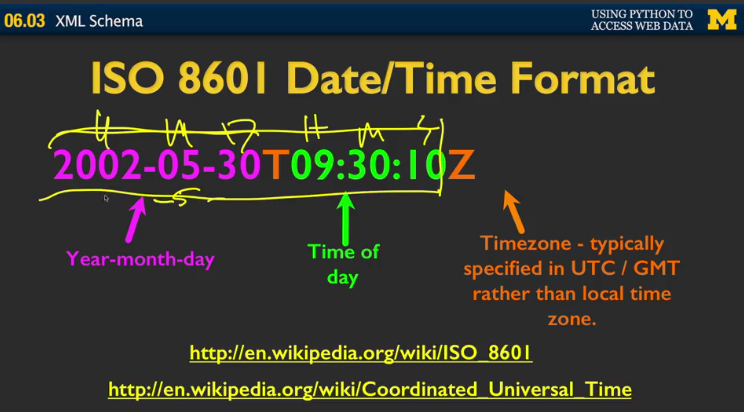 06.03 XML Schema
USING PYTHON TO
ACCESS WEB DATA
M
ISO 8601 Date/Time Format
Y M D H M S
2002-05-30T09:30:10Z
Year-month-day
Time of
day
Timezone - typically
specified in UTC / GMT
rather than local time
zone.
http://en.wikipedia.org/wiki/ISO_8601
http://en.wikipedia.org/wiki/Coordinated_Universal_Time